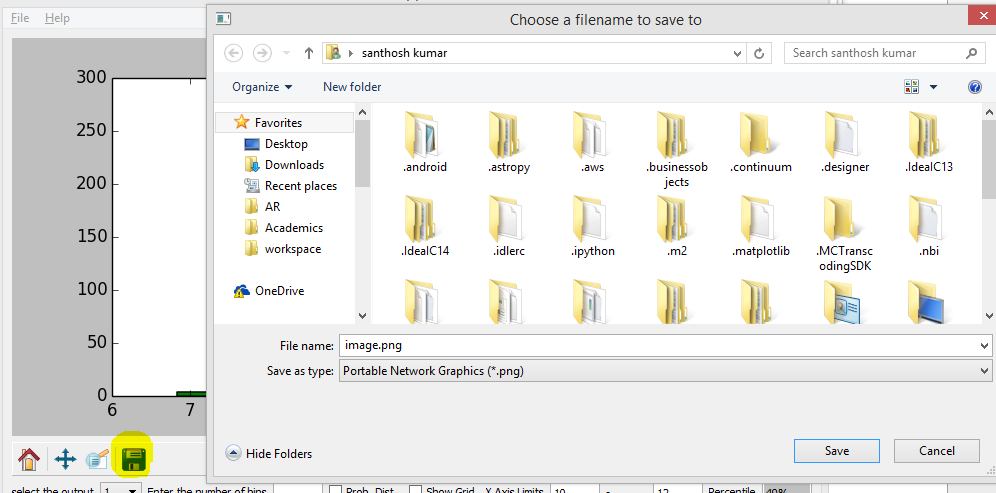 File Help
Choose a filename to save to
santhosh kumar
Search santhosh kumar
Organize New folder
Favorites
Desktop
Downloads
Recent places
AR
Academics
workspace
OneDrive
.android .astropy .aws .businessobjects .continuum .designer .IdeaIC13
.IdeaIC14 .idlerc .ipython .m2 .matplotlib .MCTranscodingSDK .nbi
File name: image.png
Save as type: Portable Network Graphics (*.png)
Hide Folders
Save Cancel
300
250
200
150
100
50
0
6 7
select the output 1 Enter the number of bins Prob. Dist. Show Grid X Axis Limits 10 - 12 Percentile 40%